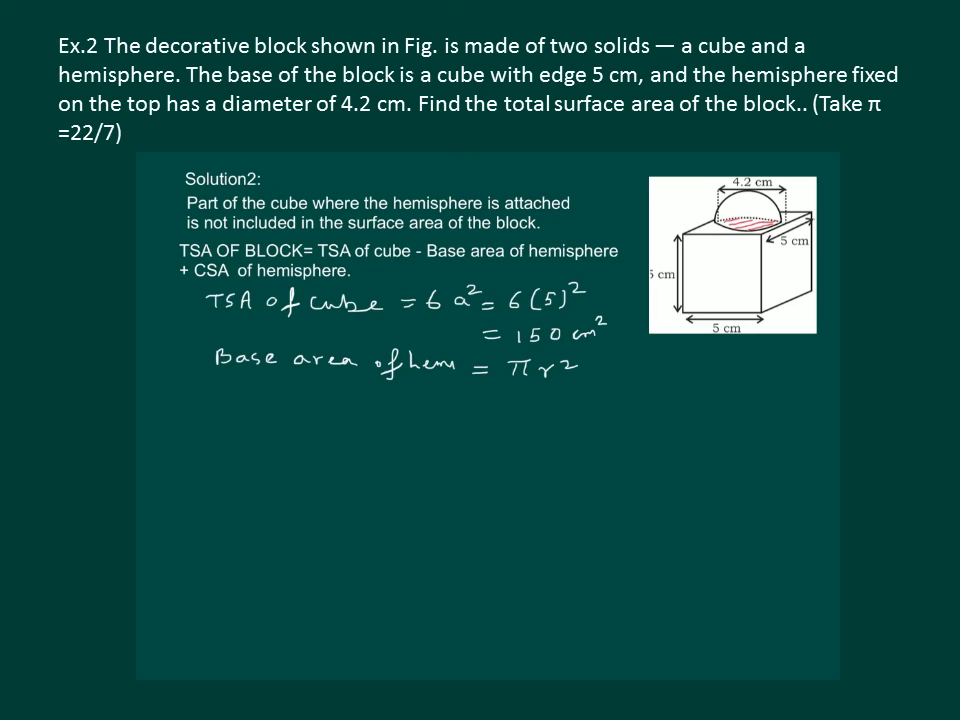 Ex.2 The decorative block shown in Fig. is made of two solids — a cube and a
hemisphere. The base of the block is a cube with edge 5 cm, and the hemisphere fixed
on the top has a diameter of 4.2 cm. Find the total surface area of the block.. (Take π
=22/7)
Solution2:
Part of the cube where the hemisphere is attached
is not included in the surface area of the block.
TSA OF BLOCK= TSA of cube - Base area of hemisphere
+ CSA of hemisphere.
TSA of cube = 6 a² = 6 (5)²
= 150 cm²
Base area of hem = π r²
4.2 cm
5 cm
5 cm
5 cm